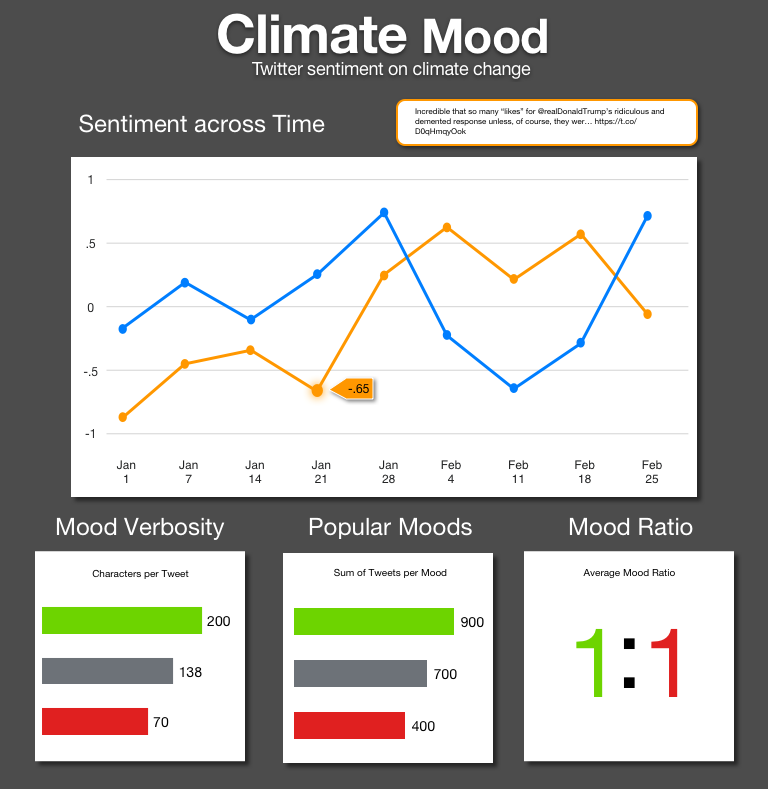 Climate Mood
Twitter sentiment on climate change
Sentiment across Time
Incredible that so many “likes” for @realDonaldTrump’s ridiculous and
demented response unless, of course, they wer… https://t.co/
D0qHmqyOok
1
.5
0
-.5
-1
-.65
Jan Jan Jan Jan Jan Feb Feb Feb Feb
1 7 14 21 28 4 11 18 25
Mood Verbosity
Characters per Tweet
200
138
70
Popular Moods
Sum of Tweets per Mood
900
700
400
Mood Ratio
Average Mood Ratio
1:1